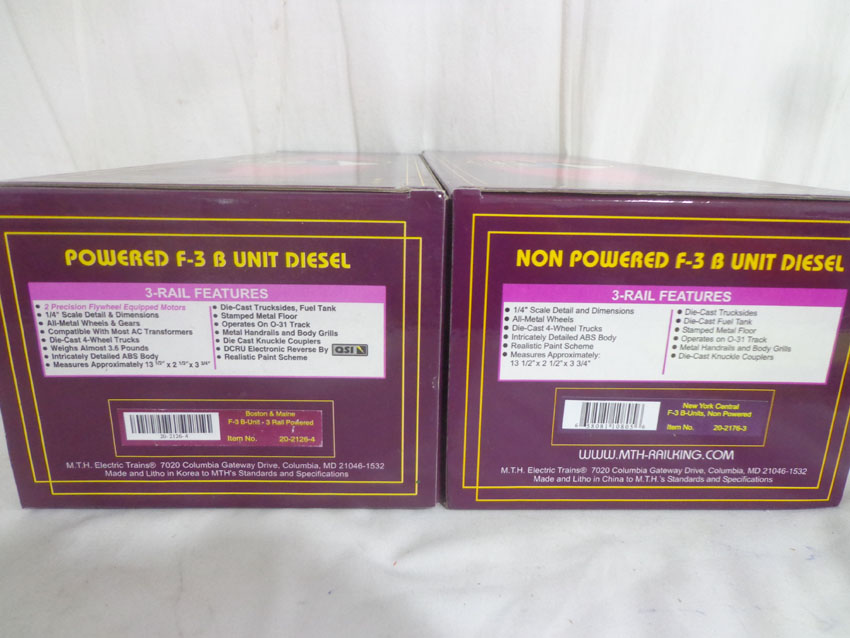 POWERED F-3 B UNIT DIESEL
3-RAIL FEATURES
• 2 Precision Flywheel Equipped Motors
• 1/4" Scale Detail & Dimensions
• All-Metal Wheels & Gears
• Compatible With Most AC Transformers
• Die-Cast 4-Wheel Trucks
• Weighs Almost 3.6 Pounds
• Intricately Detailed ABS Body
• Measures Approximately 13 1/2" x 2 1/2" x 3 3/4"
• Die-Cast Trucksides, Fuel Tank
• Stamped Metal Floor
• Operates On O-31 Track
• Metal Handrails and Body Grills
• Die Cast Knuckle Couplers
• DCRU Electronic Reverse By QSI
• Realistic Paint Scheme
Boston & Maine
F-3 B-Unit - 3 Rail Powered
20-2126-4
Item No. 20-2126-4
M.T.H. Electric Trains® 7020 Columbia Gateway Drive, Columbia, MD 21046-1532
Made and Litho in Korea to MTH's Standards and Specifications
NON POWERED F-3 B UNIT DIESEL
3-RAIL FEATURES
• 1/4" Scale Detail and Dimensions
• All-Metal Wheels
• Die-Cast 4-Wheel Trucks
• Intricately Detailed ABS Body
• Realistic Paint Scheme
• Measures Approximately:
13 1/2" x 2 1/2" x 3 3/4"
• Die-Cast Trucksides
• Die-Cast Fuel Tank
• Stamped Metal Floor
• Operates on O-31 Track
• Metal Handrails and Body Grills
• Die-Cast Knuckle Couplers
New York Central
F-3 B-Units, Non Powered
Item No. 20-2176-3
WWW.MTH-RAILKING.COM
M.T.H. Electric Trains® 7020 Columbia Gateway Drive, Columbia, MD 21046-1532
Made and Litho in China to M.T.H.'s Standards and Specifications